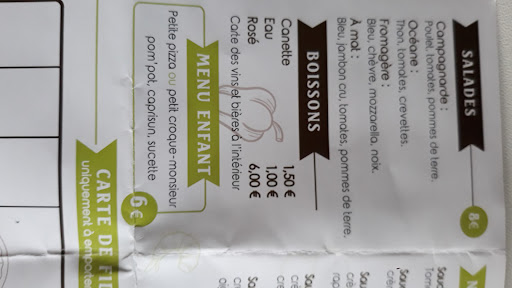 SALADES
8€
Campagnarde :
Poulet, tomates, pommes de terre.
Océane :
Thon, tomates, crevettes.
Fromagère :
Bleu, chèvre, mozzarella, noix.
À mat :
Bleu, jambon cru, tomates, pommes de terre.
BOISSONS
Canette 1,50 €
Eau 1,00 €
Rosé 6,00 €
Carte des vins et bières à l'intérieur
MENU ENFANT
Petite pizza ou petit croque-monsieur
pom'pot, caprisun, sucette
6€
CARTE DE FID
uniquement à emporter